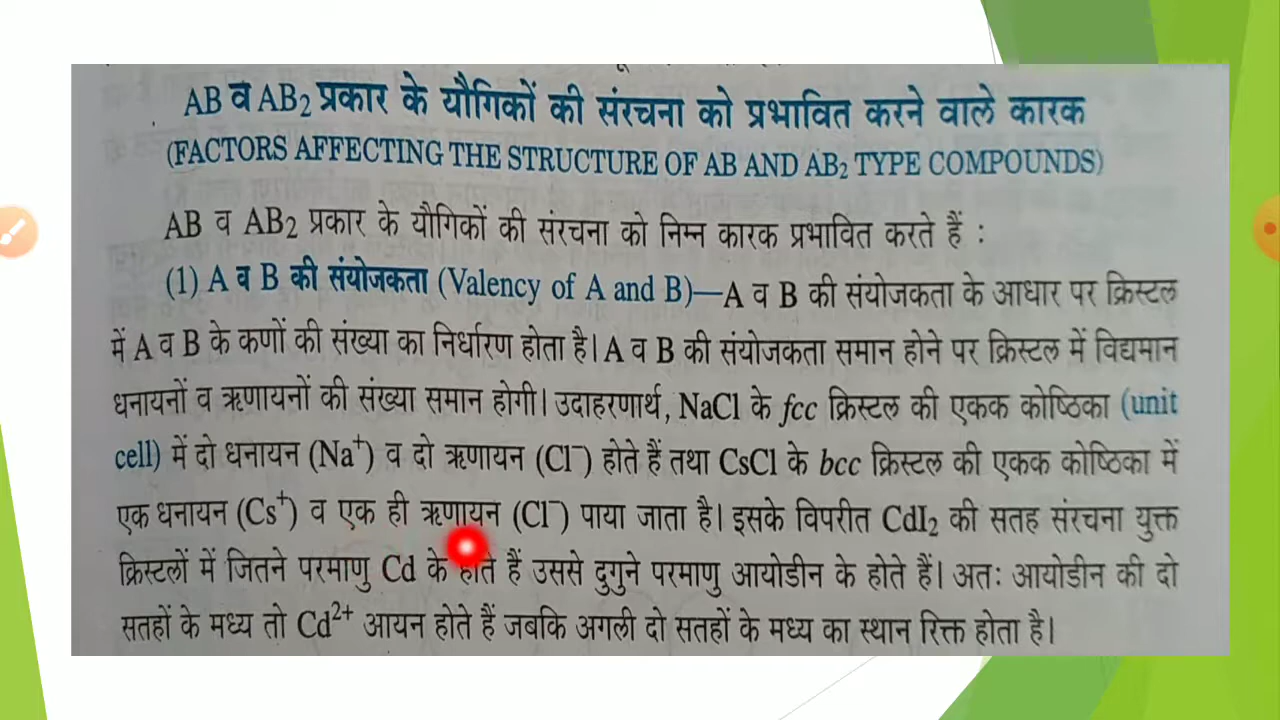 AB व AB₂ प्रकार के यौगिकों की संरचना को प्रभावित करने वाले कारक
(FACTORS AFFECTING THE STRUCTURE OF AB AND AB₂ TYPE COMPOUNDS)
AB व AB₂ प्रकार के यौगिकों की संरचना को निम्न कारक प्रभावित करते हैं :
(1) A व B की संयोजकता (Valency of A and B)—A व B की संयोजकता के आधार पर क्रिस्टल
में A व B के कणों की संख्या का निर्धारण होता है। A व B की संयोजकता समान होने पर क्रिस्टल में विद्यमान
धनायनों व ऋणायनों की संख्या समान होगी। उदाहरणार्थ, NaCl के fcc क्रिस्टल की एकक कोष्ठिका (unit
cell) में दो धनायन (Na⁺) व दो ऋणायन (Cl⁻) होते हैं तथा CsCl के bcc क्रिस्टल की एकक कोष्ठिका में
एक धनायन (Cs⁺) व एक ही ऋणायन (Cl⁻) पाया जाता है। इसके विपरीत CdI₂ की सतह संरचना युक्त
क्रिस्टलों में जितने परमाणु Cd के होते हैं उससे दुगुने परमाणु आयोडीन के होते हैं। अतः आयोडीन की दो
सतहों के मध्य तो Cd²⁺ आयन होते हैं जबकि अगली दो सतहों के मध्य का स्थान रिक्त होता है।